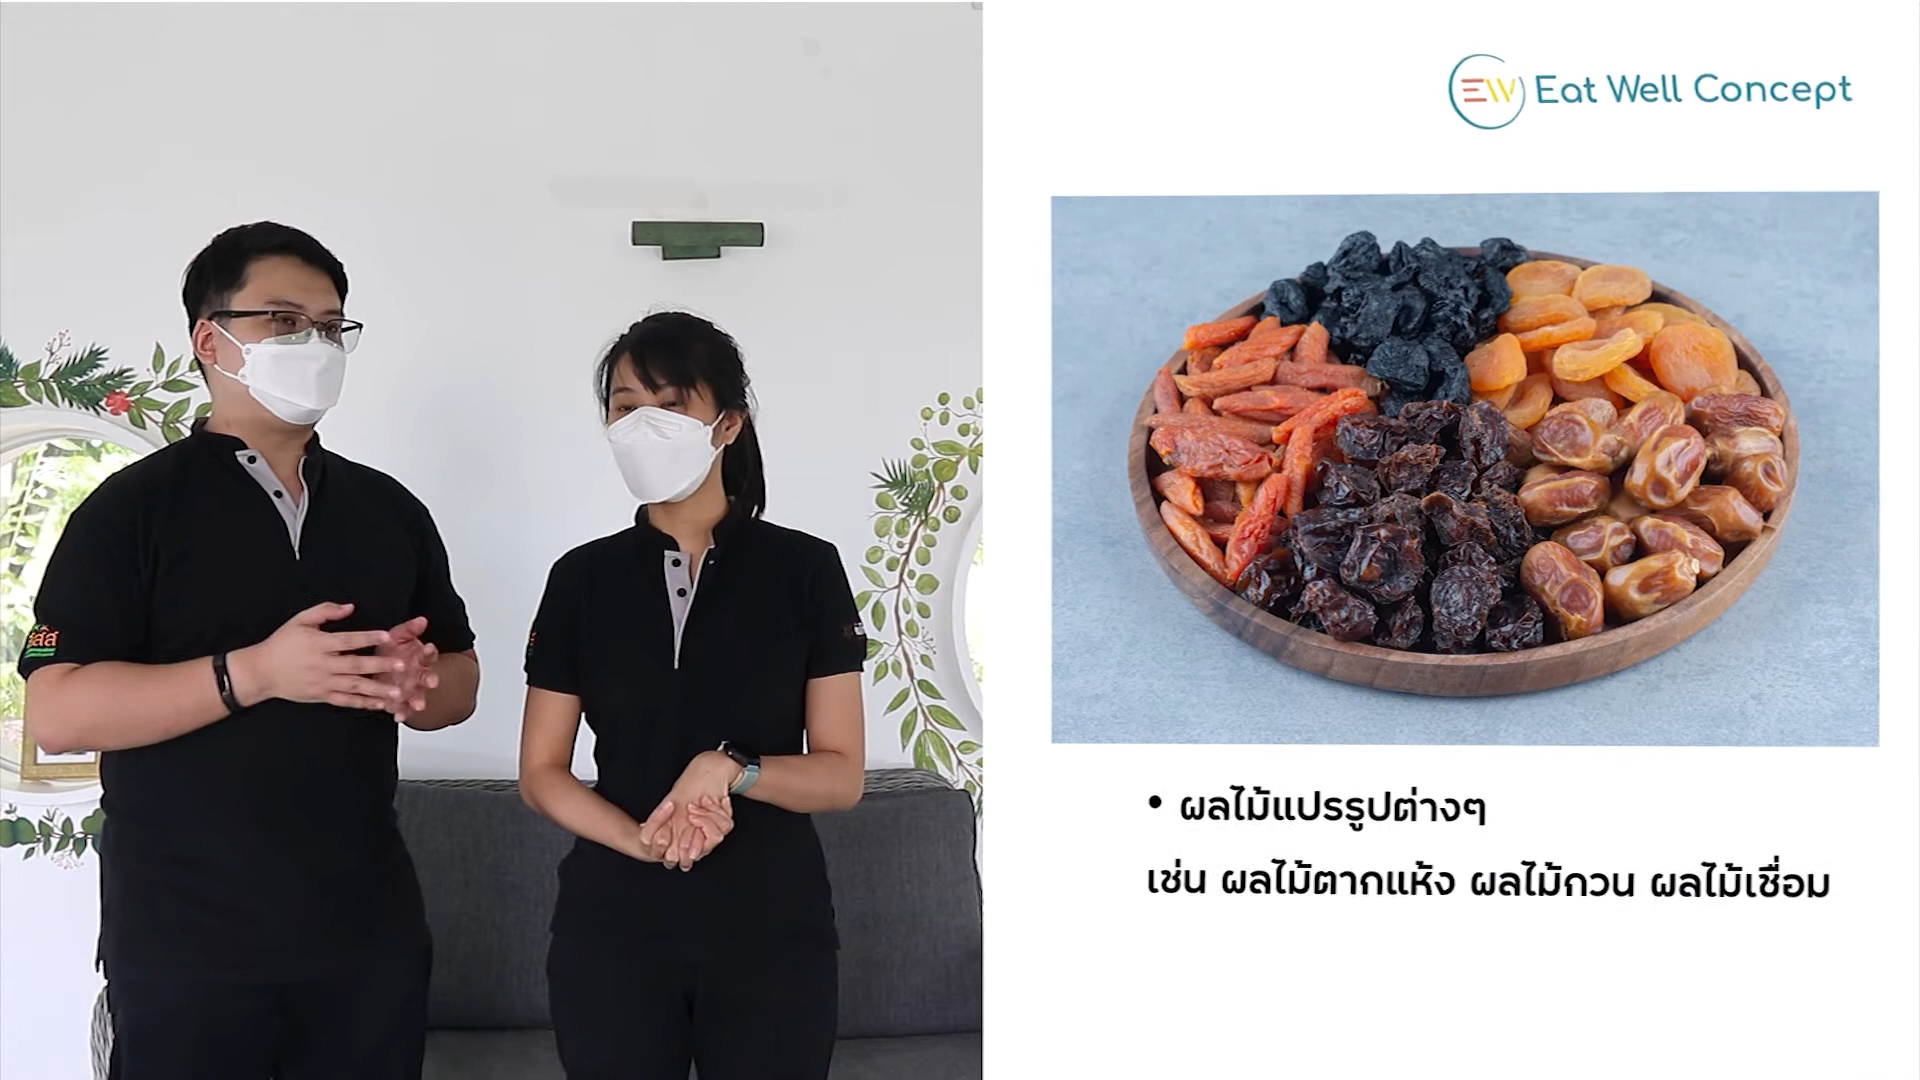 EW Eat Well Concept
• ผลไม้แปรรูปต่างๆ
เช่น ผลไม้ตากแห้ง ผลไม้กวน ผลไม้เชื่อม